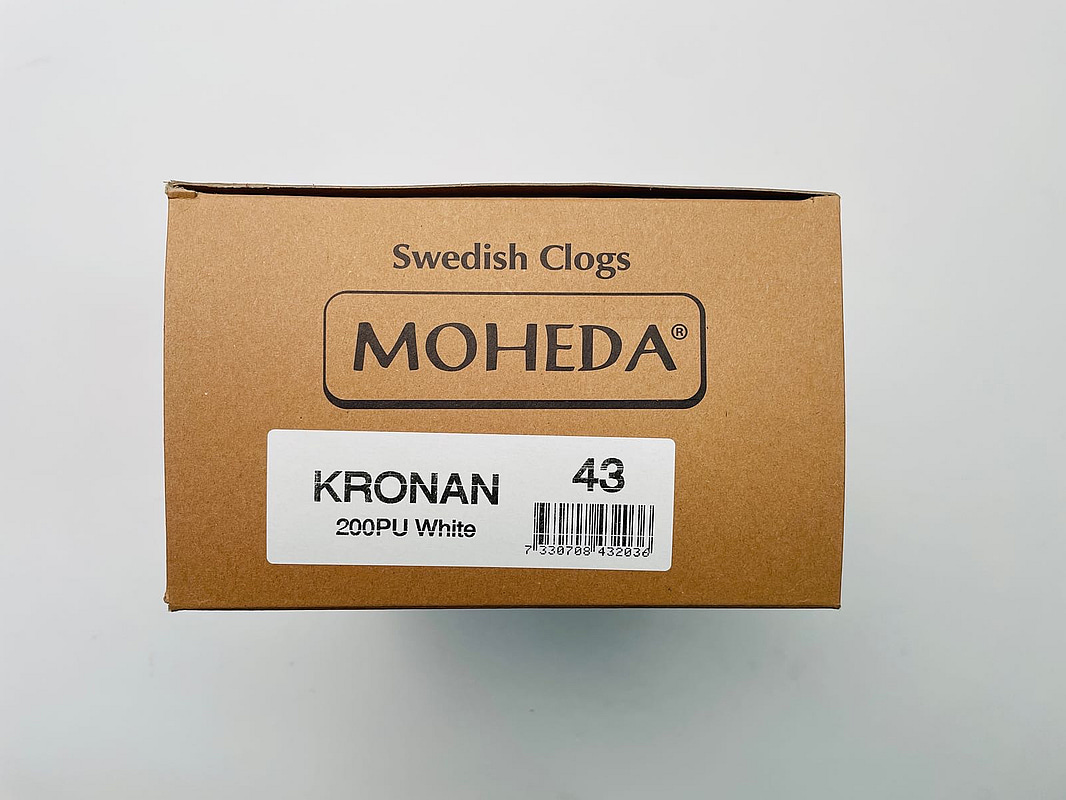 Swedish Clogs
MOHEDA®
KRONAN
43
200PU White
7 330708 432036